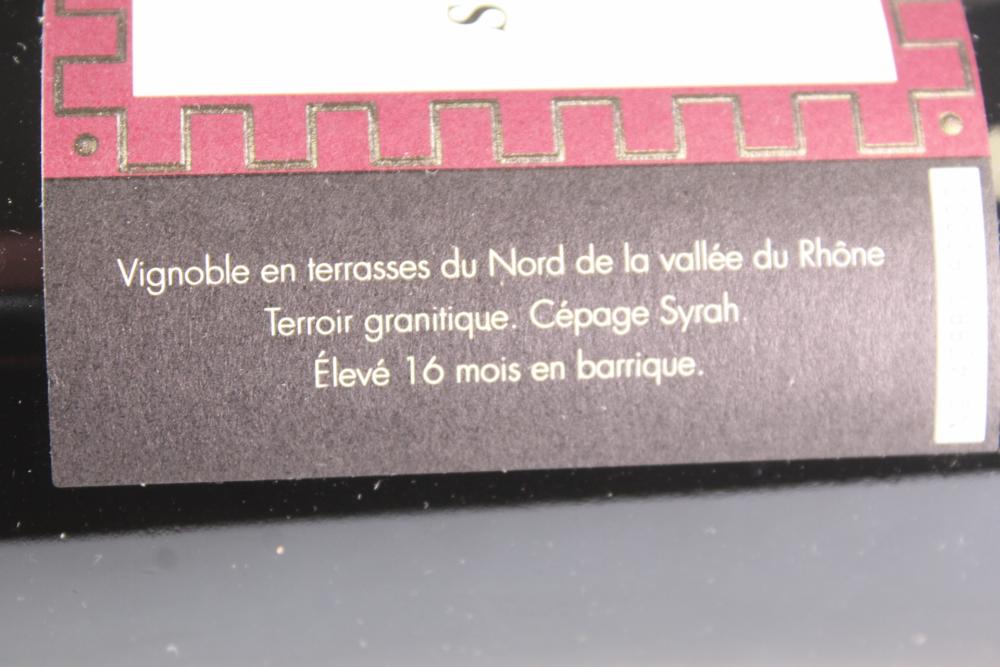 S
Vignoble en terrasses du Nord de la vallée du Rhône
Terroir granitique. Cépage Syrah.
Élevé 16 mois en barrique.